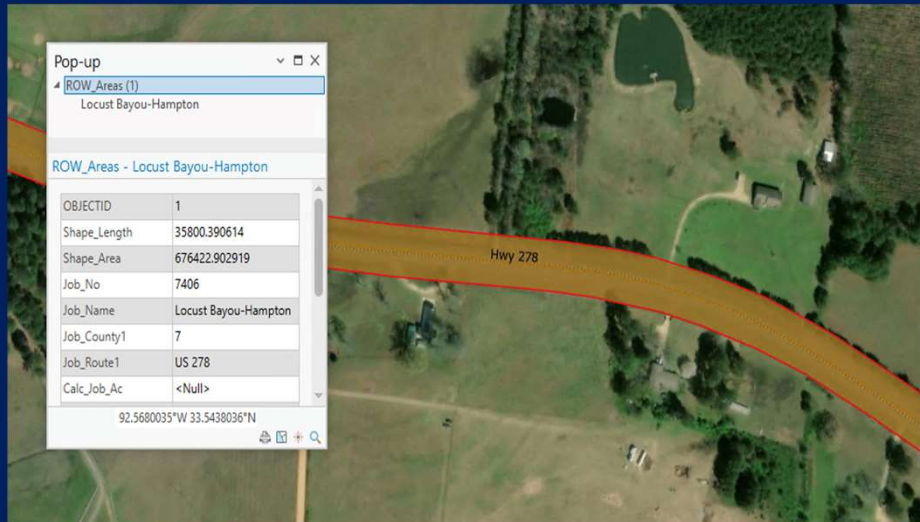 Pop-up
ROW_Areas (1)
Locust Bayou-Hampton
ROW_Areas - Locust Bayou-Hampton
OBJECTID 1
Shape_Length 35800.390614
Shape_Area 676422.902919
Job_No 7406
Job_Name Locust Bayou-Hampton
Job_County1 7
Job_Route1 US 278
Calc_Job_Ac <Null>
92.5680035°W 33.5438036°N
Hwy 278